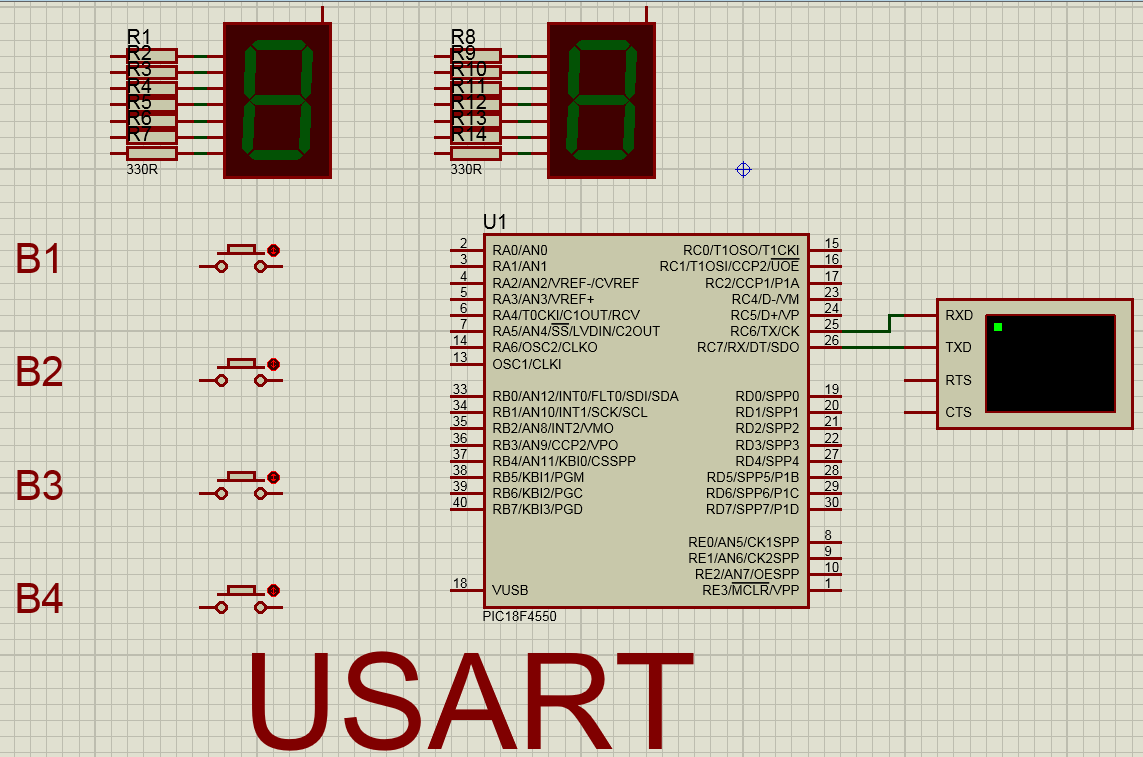 R1
R2
R3
R4
R5
R6
R7
330R
R8
R9
R10
R11
R12
R13
R14
330R
B1
B2
B3
B4
U1
2 RA0/AN0 RC0/T1OSO/T1CKI 15
3 RA1/AN1 RC1/T1OSI/CCP2/UOE 16
4 RA2/AN2/VREF-/CVREF RC2/CCP1/P1A 17
5 RA3/AN3/VREF+ RC4/D-/VM 23
6 RA4/T0CKI/C1OUT/RCV RC5/D+/VP 24
7 RA5/AN4/SS/LVDIN/C2OUT RC6/TX/CK 25
14 RA6/OSC2/CLKO RC7/RX/DT/SDO 26
13 OSC1/CLKI
33 RB0/AN12/INT0/FLT0/SDI/SDA RD0/SPP0 19
34 RB1/AN10/INT1/SCK/SCL RD1/SPP1 20
35 RB2/AN8/INT2/VMO RD2/SPP2 21
36 RB3/AN9/CCP2/VPO RD3/SPP3 22
37 RB4/AN11/KBI0/CSSPP RD4/SPP4 27
38 RB5/KBI1/PGM RD5/SPP5/P1B 28
39 RB6/KBI2/PGC RD6/SPP6/P1C 29
40 RB7/KBI3/PGD RD7/SPP7/P1D 30
RE0/AN5/CK1SPP 8
RE1/AN6/CK2SPP 9
RE2/AN7/OESPP 10
18 VUSB RE3/MCLR/VPP 1
PIC18F4550
RXD
TXD
RTS
CTS
USART